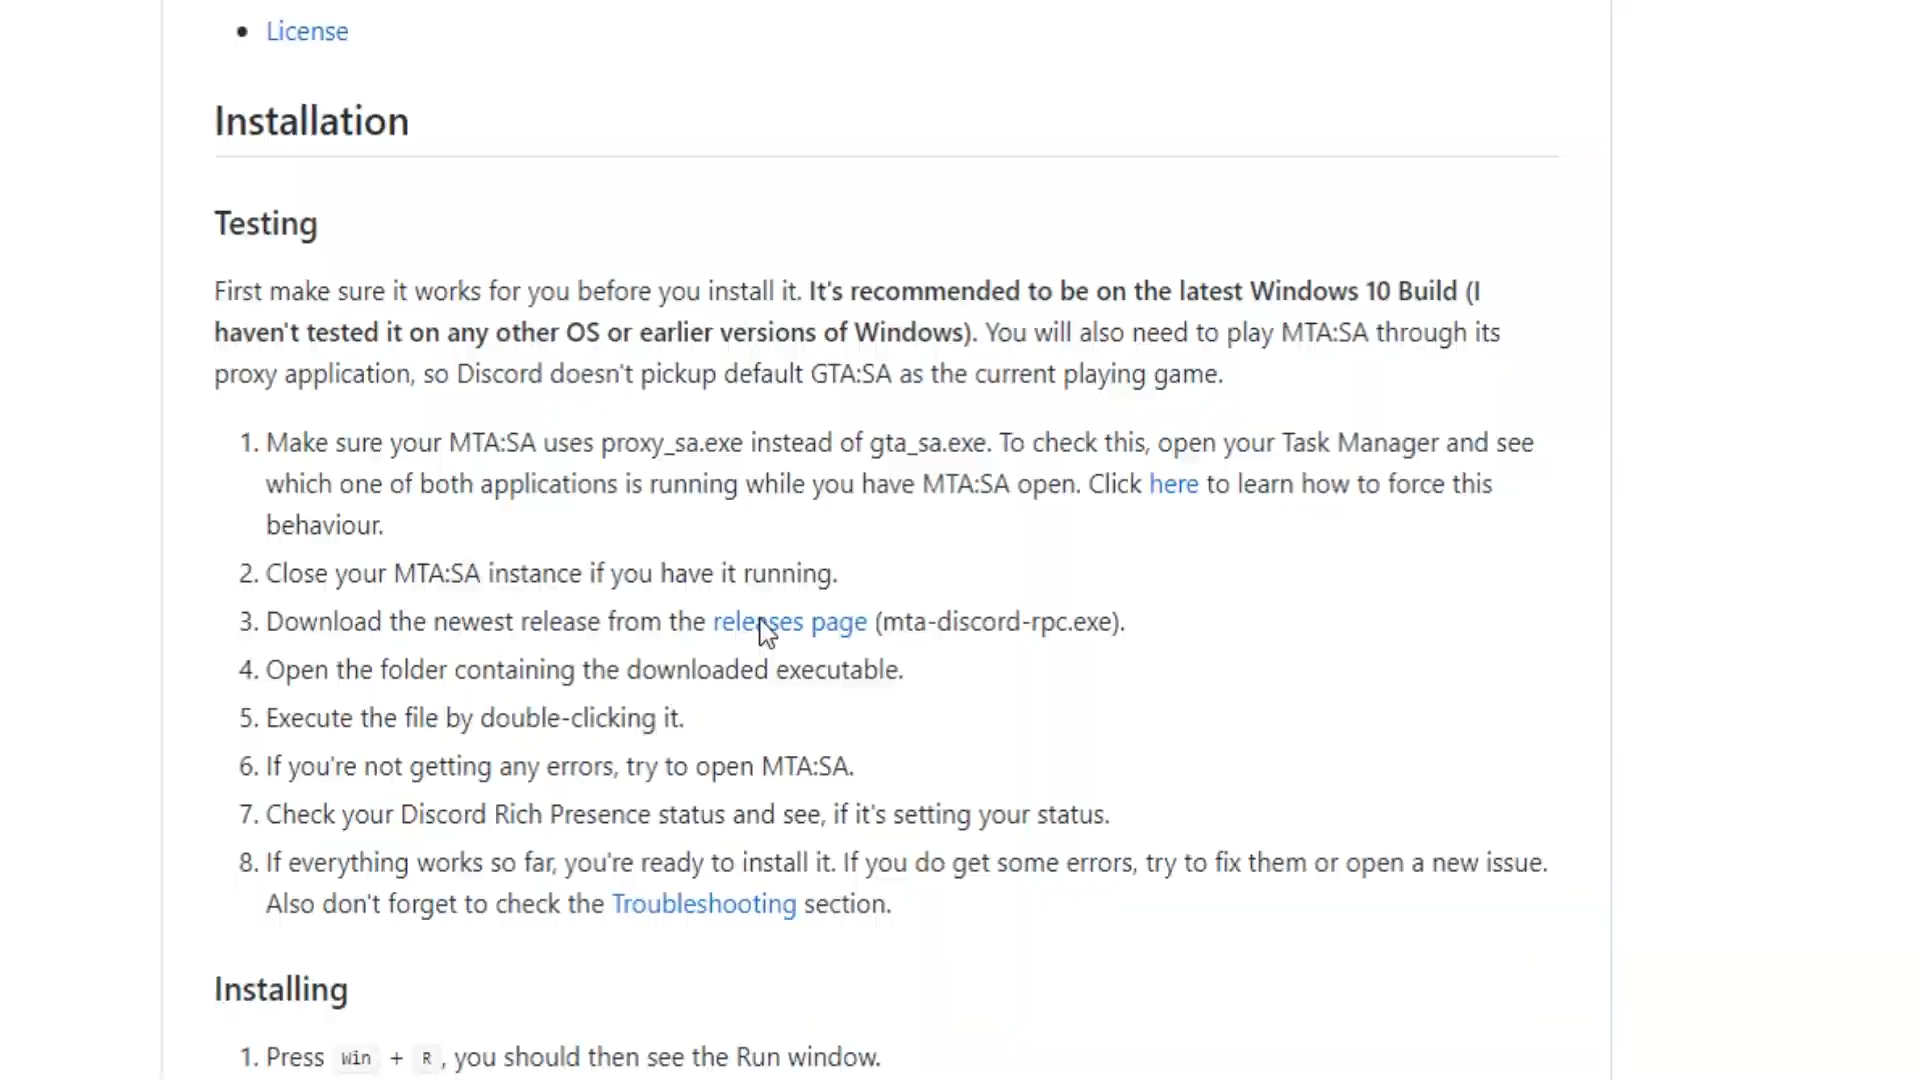 License
Installation
Testing
First make sure it works for you before you install it. It's recommended to be on the latest Windows 10 Build (I
haven't tested it on any other OS or earlier versions of Windows). You will also need to play MTA:SA through its
proxy application, so Discord doesn't pickup default GTA:SA as the current playing game.
1. Make sure your MTA:SA uses proxy_sa.exe instead of gta_sa.exe. To check this, open your Task Manager and see
which one of both applications is running while you have MTA:SA open. Click here to learn how to force this
behaviour.
2. Close your MTA:SA instance if you have it running.
3. Download the newest release from the releases page (mta-discord-rpc.exe).
4. Open the folder containing the downloaded executable.
5. Execute the file by double-clicking it.
6. If you're not getting any errors, try to open MTA:SA.
7. Check your Discord Rich Presence status and see, if it's setting your status.
8. If everything works so far, you're ready to install it. If you do get some errors, try to fix them or open a new issue.
Also don't forget to check the Troubleshooting section.
Installing
1. Press Win + R, you should then see the Run window.